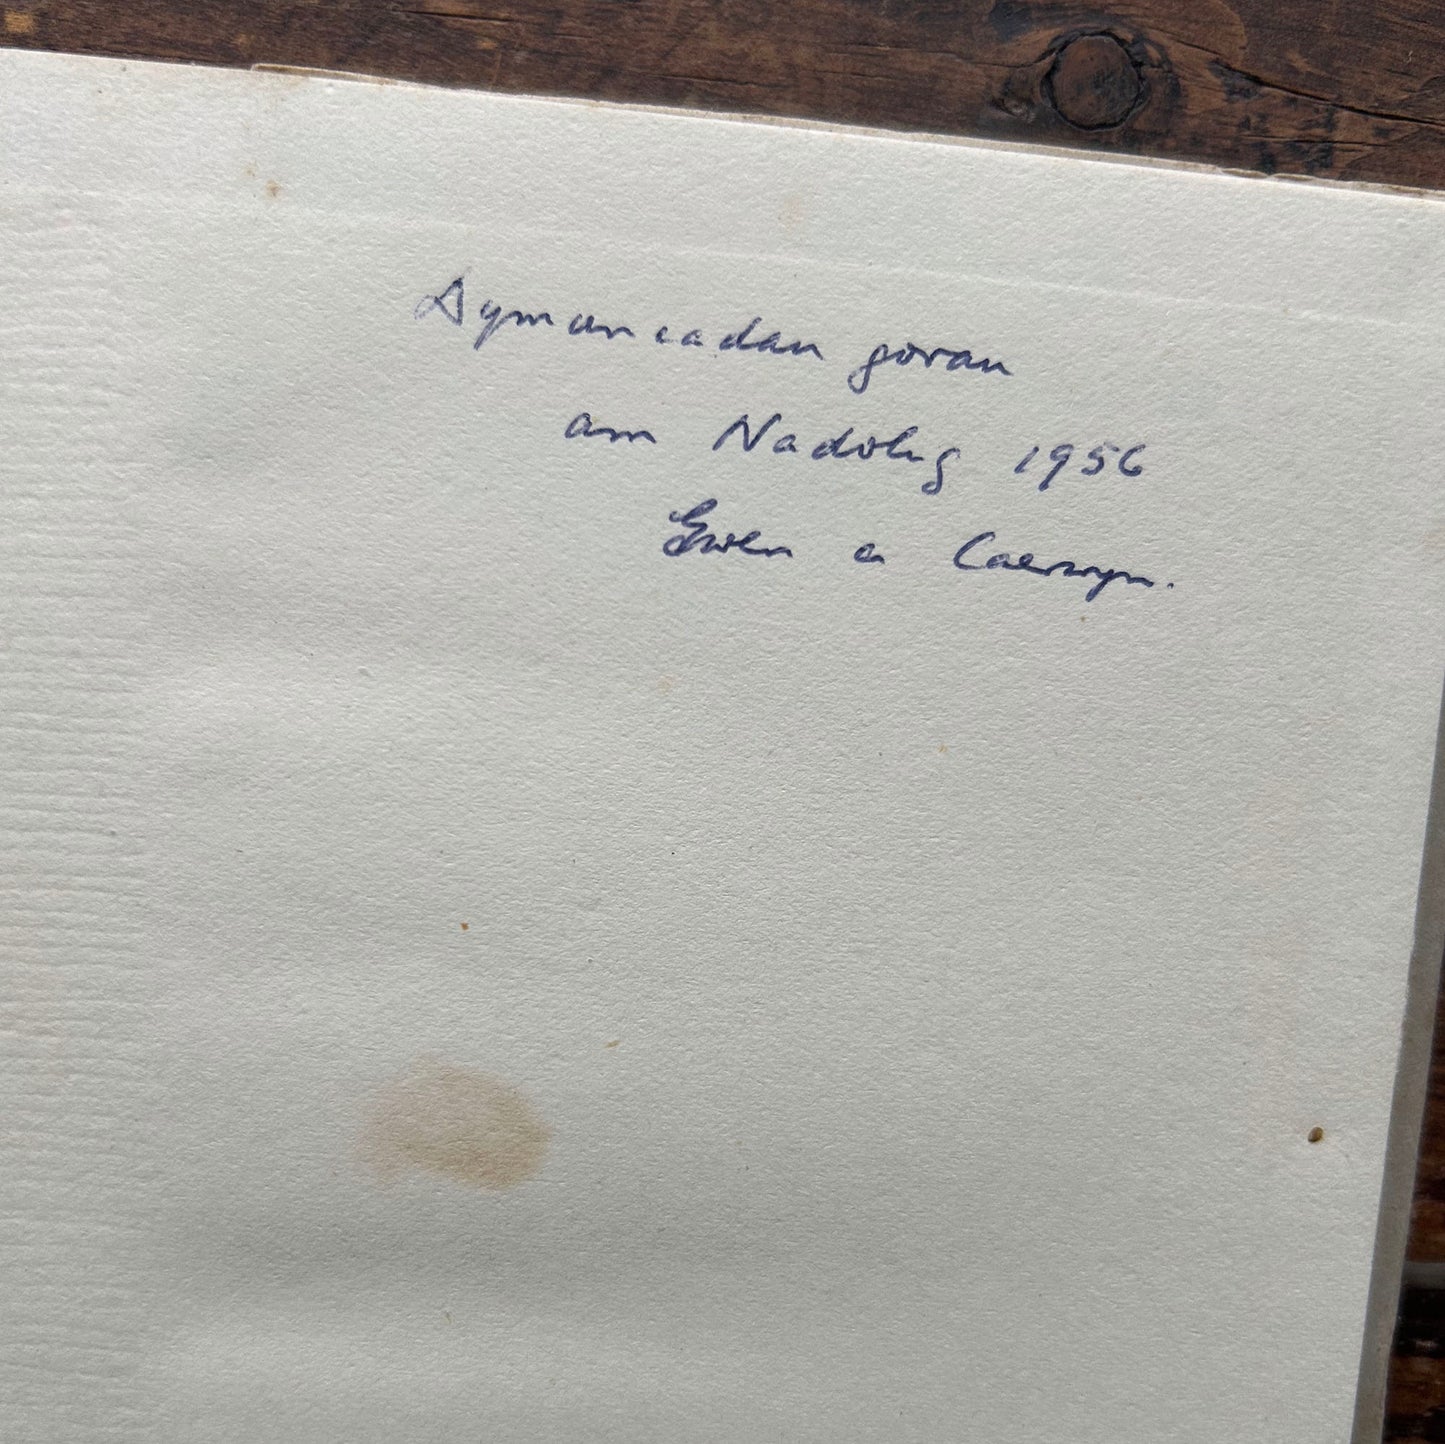 Dymuniadau gorau
am Nadolig 1956
Gwen a Caerwyn.